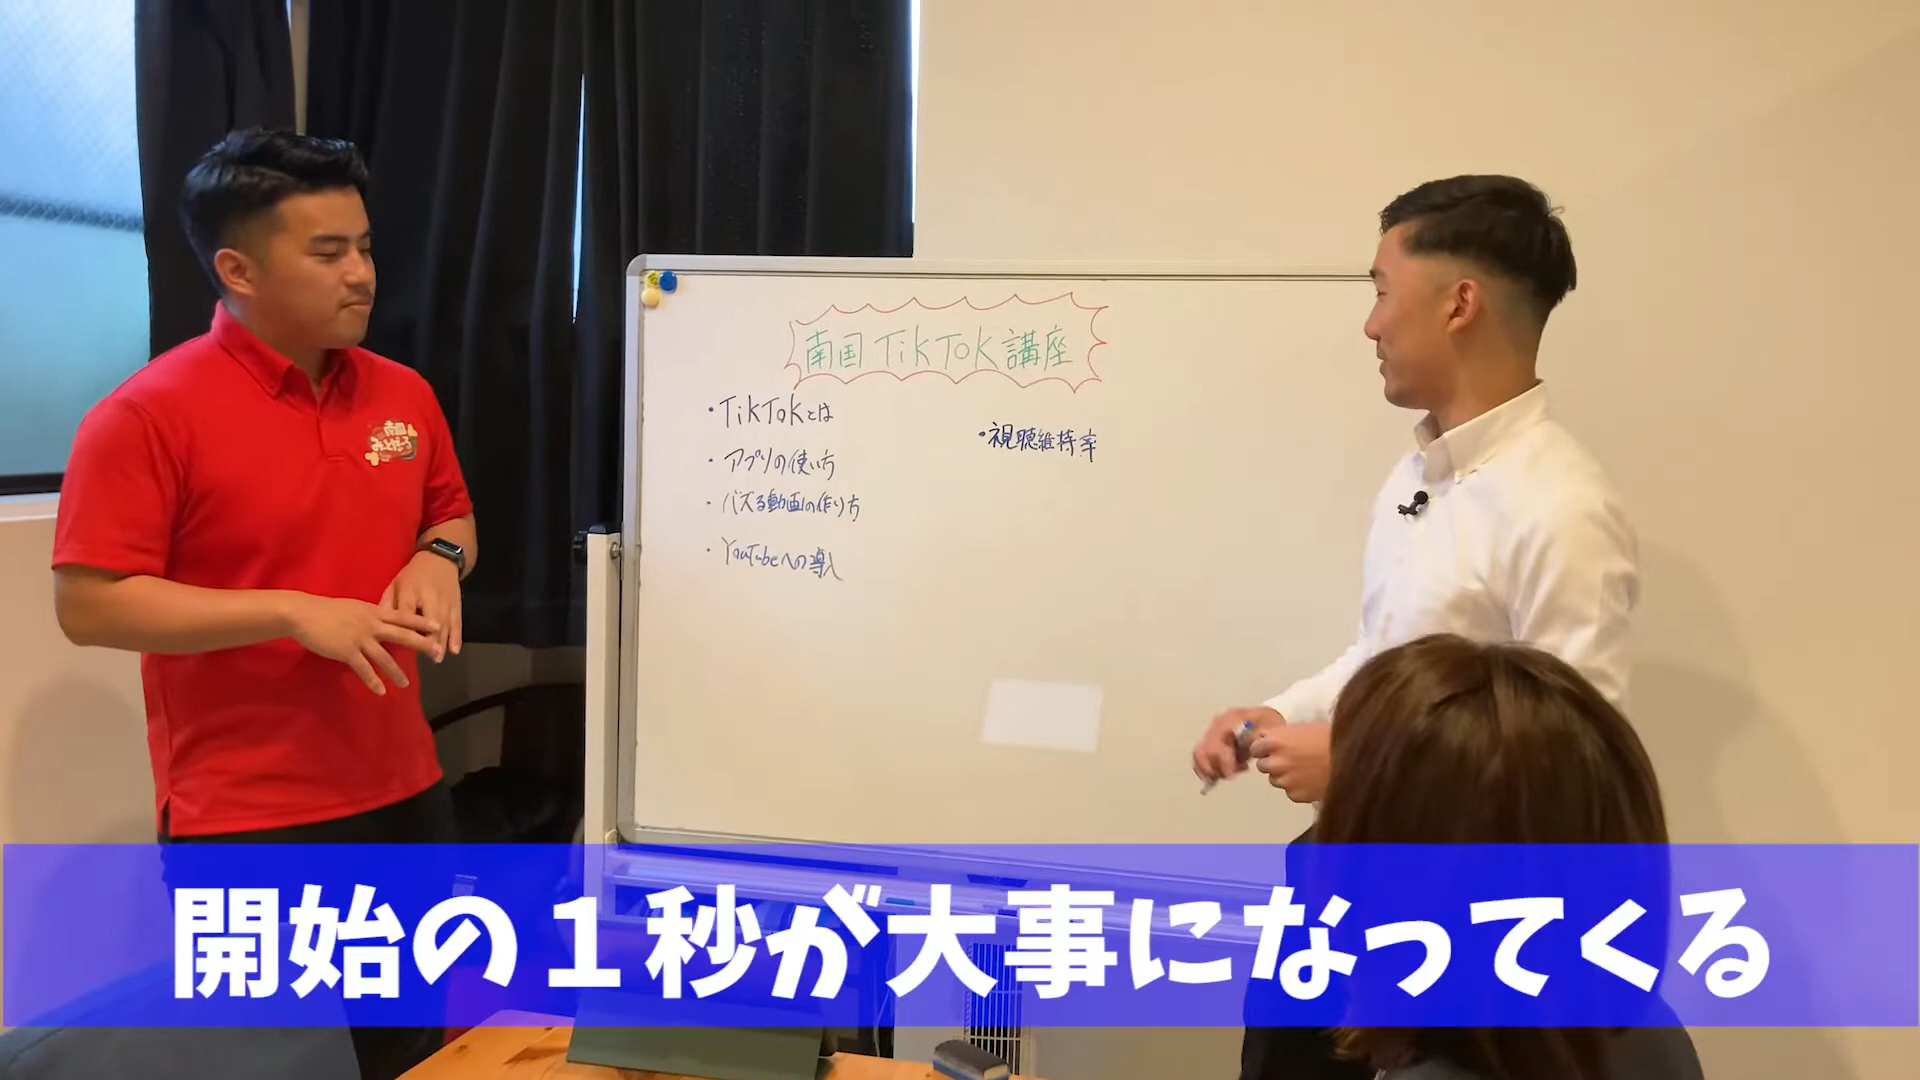 南国TikTok講座
・TikTokとは
・アプリの使い方
・バズる動画の作り方
・YouTubeへの導入
・視聴維持率
南国
開始の1秒が大事になってくる